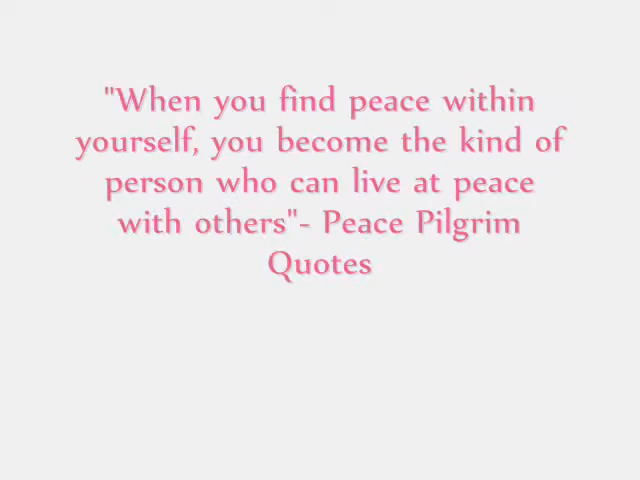 "When you find peace within
yourself, you become the kind of
person who can live at peace
with others"- Peace Pilgrim
Quotes